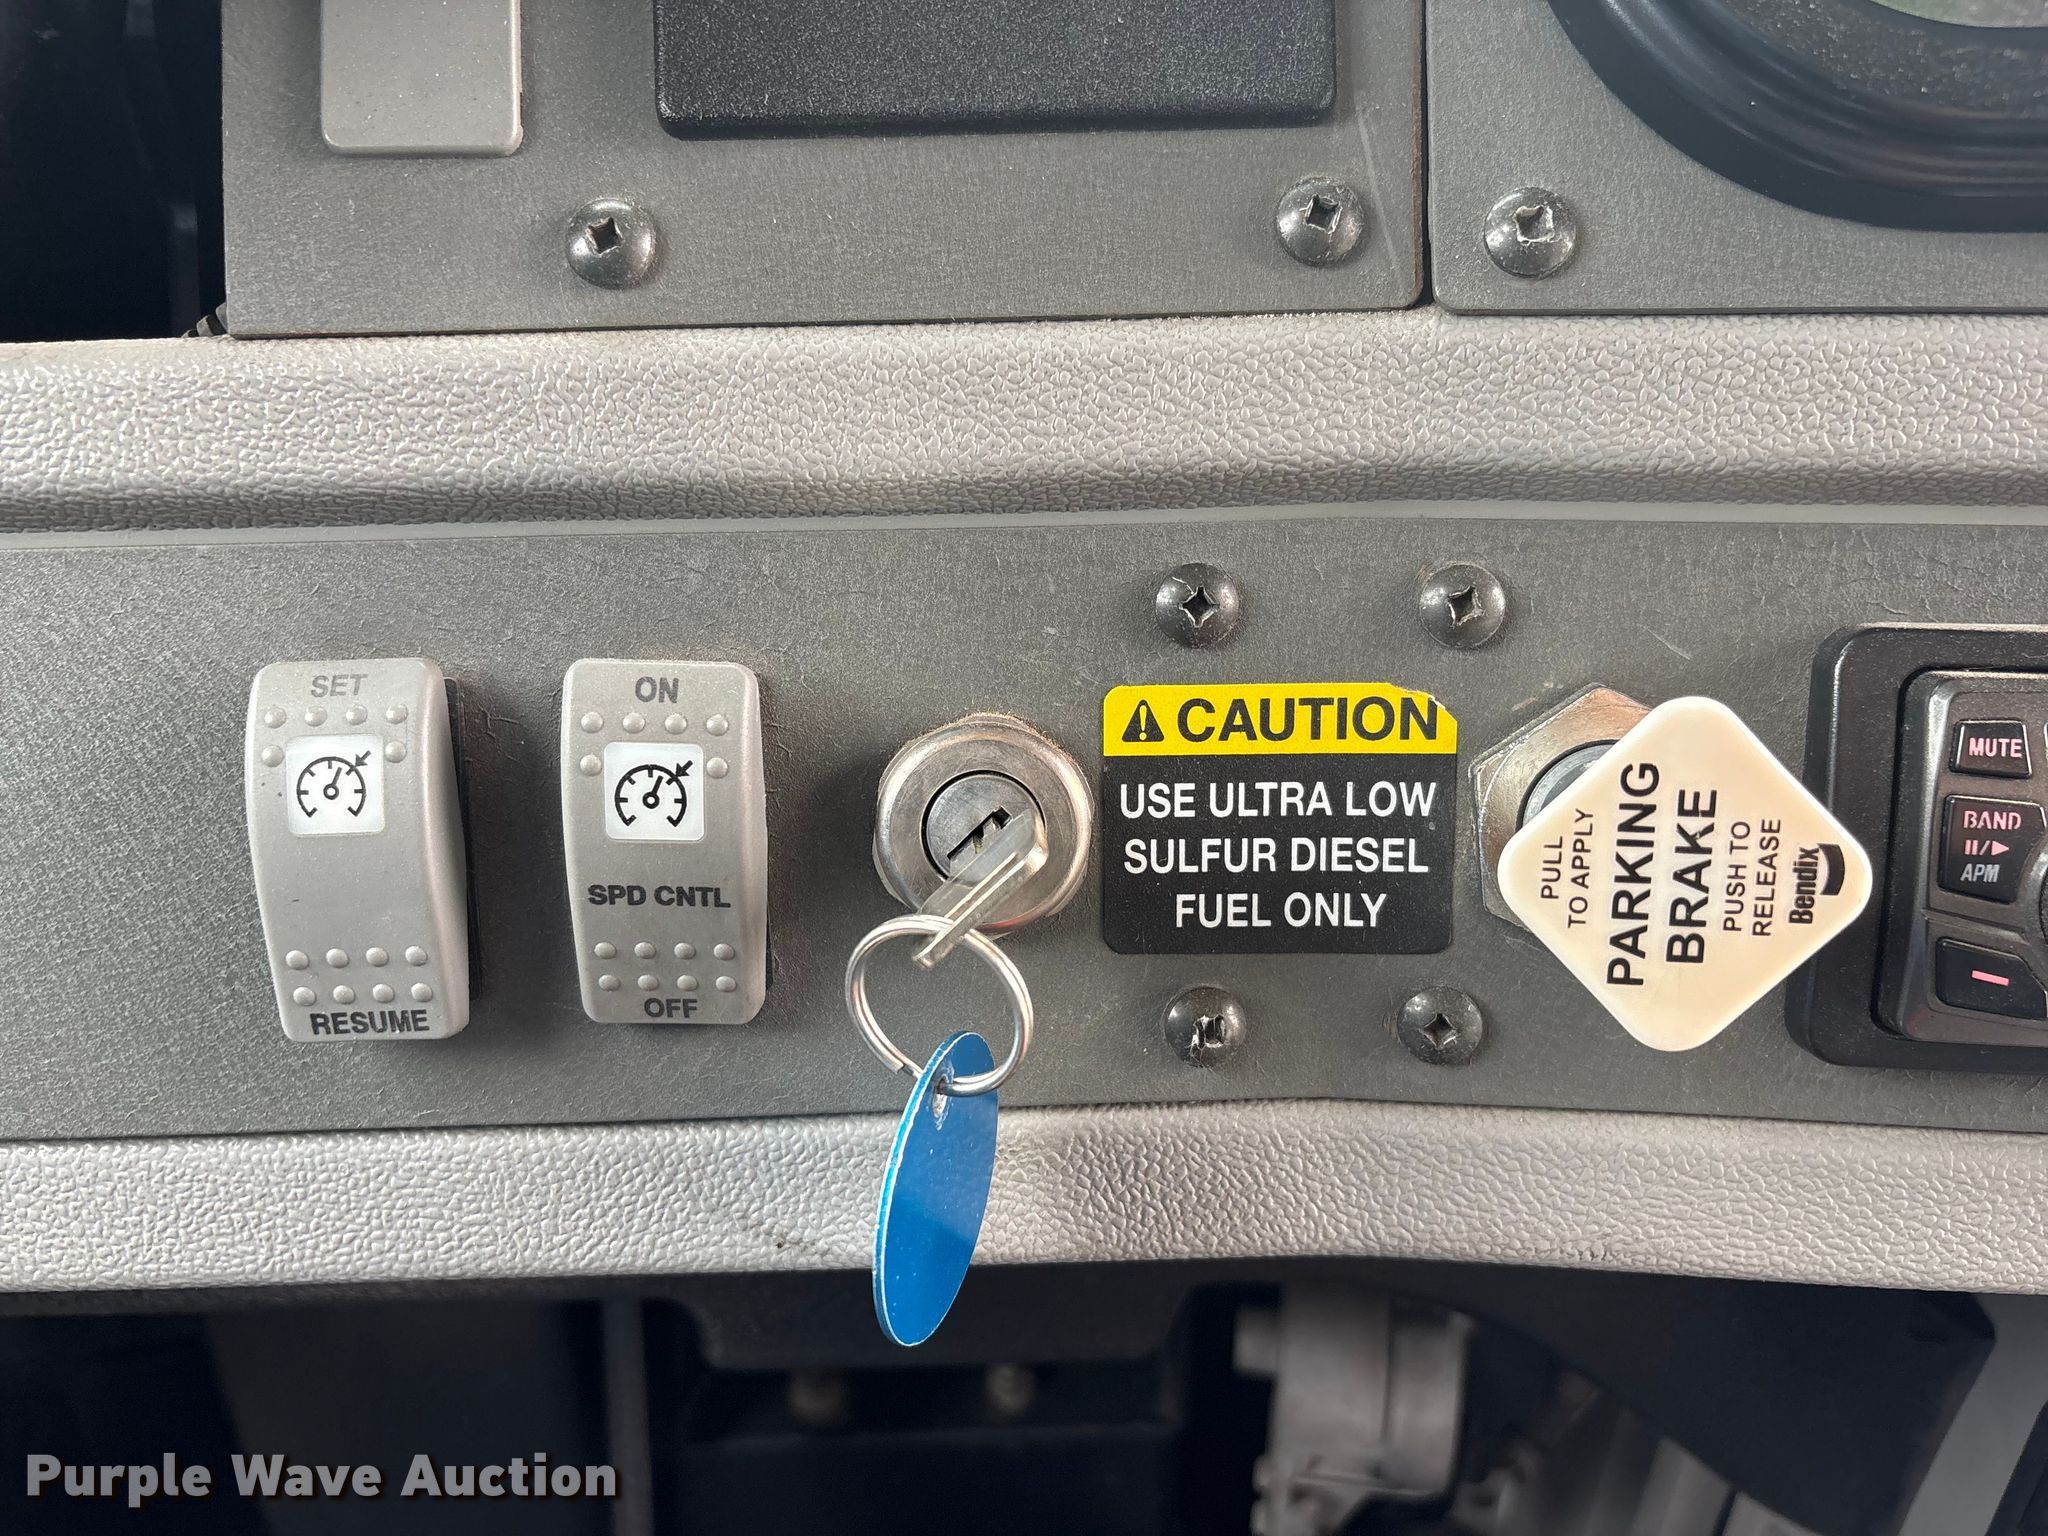 SET
RESUME
ON
SPD CNTL
OFF
CAUTION
USE ULTRA LOW
SULFUR DIESEL
FUEL ONLY
PULL
TO APPLY
PARKING
BRAKE
PUSH TO
RELEASE
Bendix
MUTE
BAND
APM
Purple Wave Auction